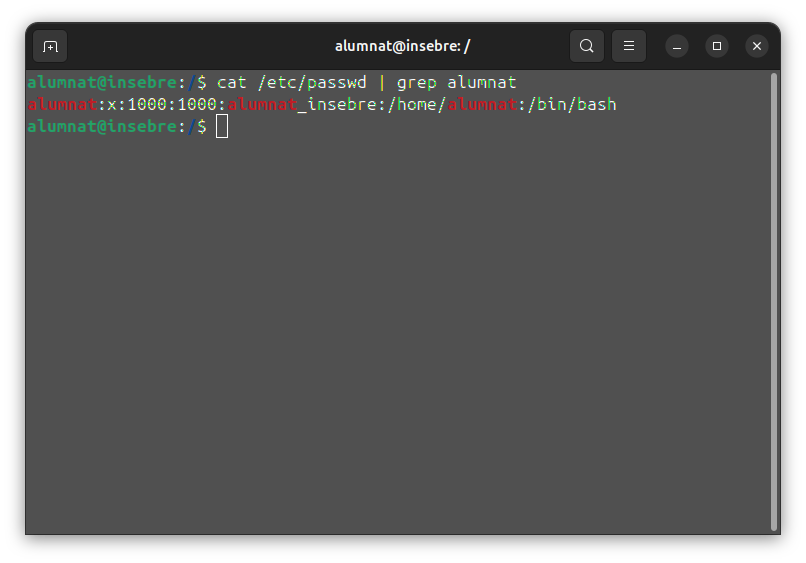 alumnat@insebre: /
alumnat@insebre:/$ cat /etc/passwd | grep alumnat
alumnat:x:1000:1000:alumnat_insebre:/home/alumnat:/bin/bash
alumnat@insebre:/$